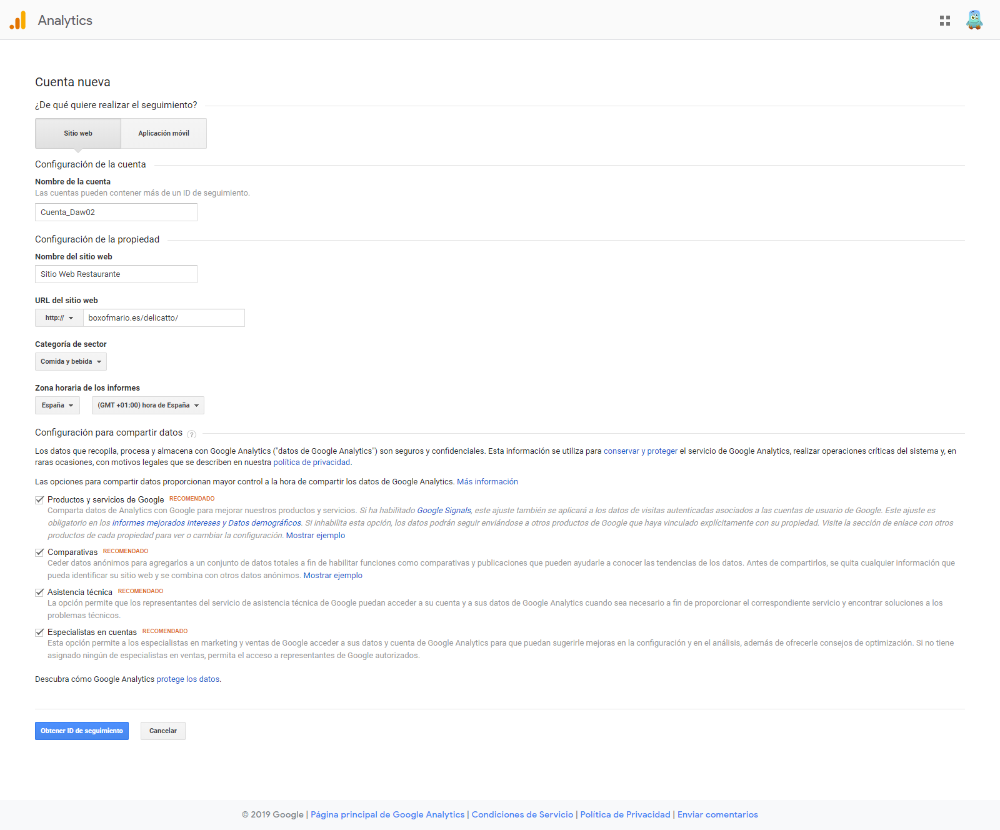 Analytics
Cuenta nueva
¿De qué quiere realizar el seguimiento?
Sitio web
Aplicación móvil
Configuración de la cuenta
Nombre de la cuenta
Las cuentas pueden contener más de un ID de seguimiento.
Cuenta_Daw02
Configuración de la propiedad
Nombre del sitio web
Sitio Web Restaurante
URL del sitio web
http:// boxofmario.es/delicatto/
Categoría de sector
Comida y bebida
Zona horaria de los informes
España (GMT +01:00) hora de España
Configuración para compartir datos ?
Los datos que recopila, procesa y almacena con Google Analytics ("datos de Google Analytics") son seguros y confidenciales. Esta información se utiliza para conservar y proteger el servicio de Google Analytics, realizar operaciones críticas del sistema y, en
raras ocasiones, con motivos legales que se describen en nuestra política de privacidad.
Las opciones para compartir datos proporcionan mayor control a la hora de compartir los datos de Google Analytics. Más información
Productos y servicios de Google RECOMENDADO
Comparta datos de Analytics con Google para mejorar nuestros productos y servicios. Si ha habilitado Google Signals, este ajuste también se aplicará a los datos de visitas autenticadas asociados a las cuentas de usuario de Google. Este ajuste es
obligatorio en los informes mejorados Intereses y Datos demográficos. Si inhabilita esta opción, los datos podrán seguir enviándose a otros productos de Google que haya vinculado explícitamente con su propiedad. Visite la sección de enlace con otros
productos de cada propiedad para ver o cambiar la configuración. Mostrar ejemplo
Comparativas RECOMENDADO
Ceder datos anónimos para agregarlos a un conjunto de datos totales a fin de habilitar funciones como comparativas y publicaciones que pueden ayudarle a conocer las tendencias de los datos. Antes de compartirlos, se quita cualquier información que
pueda identificar su sitio web y se combina con otros datos anónimos. Mostrar ejemplo
Asistencia técnica RECOMENDADO
La opción permite que los representantes del servicio de asistencia técnica de Google puedan acceder a su cuenta y a sus datos de Google Analytics cuando sea necesario a fin de proporcionar el correspondiente servicio y encontrar soluciones a los
problemas técnicos.
Especialistas en cuentas RECOMENDADO
Esta opción permite a los especialistas en marketing y ventas de Google acceder a sus datos y cuenta de Google Analytics para que puedan sugerirle mejoras en la configuración y en el análisis, además de ofrecerle consejos de optimización. Si no tiene
asignado ningún de especialistas en ventas, permita el acceso a representantes de Google autorizados.
Descubra cómo Google Analytics protege los datos.
Obtener ID de seguimiento
Cancelar
© 2019 Google | Página principal de Google Analytics | Condiciones de Servicio | Política de Privacidad | Enviar comentarios